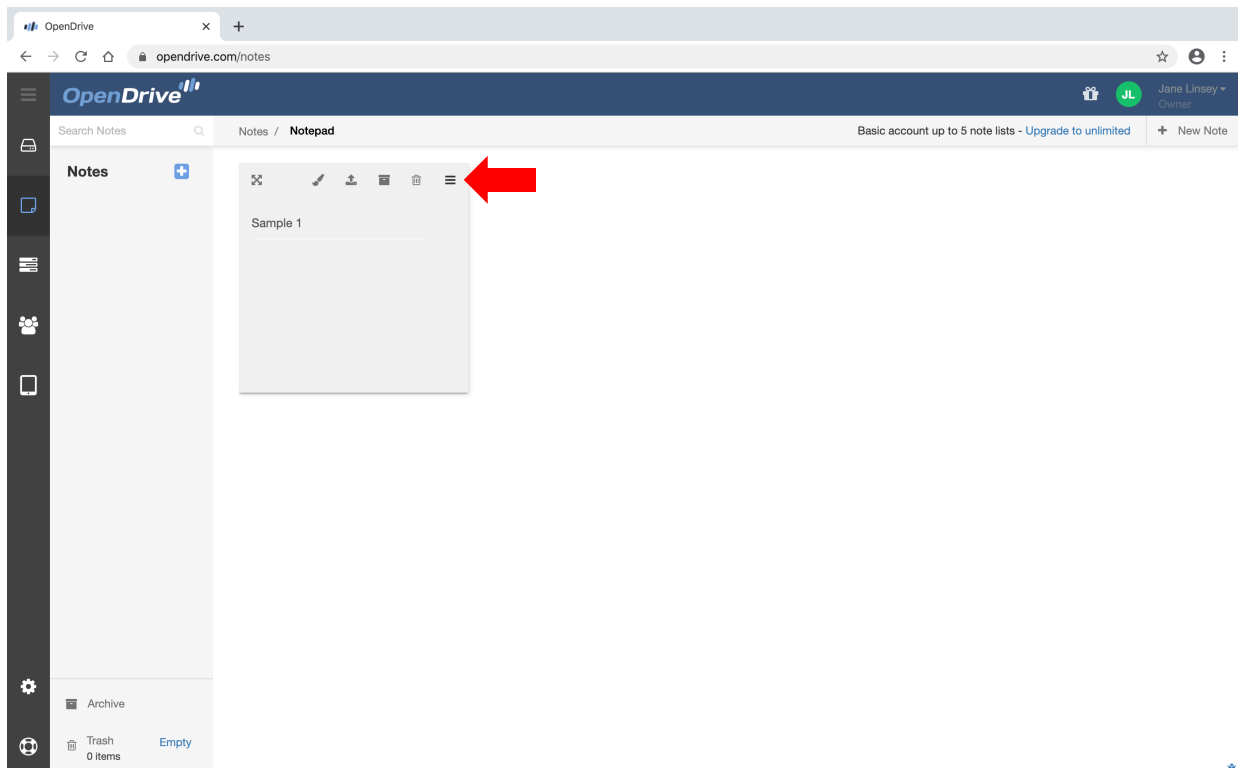 OpenDrive
opendrive.com/notes
OpenDrive
JL
Jane Linsey
Owner
Search Notes
Notes / Notepad
Basic account up to 5 note lists - Upgrade to unlimited
+ New Note
Notes
Sample 1
Archive
Trash
Empty
0 items